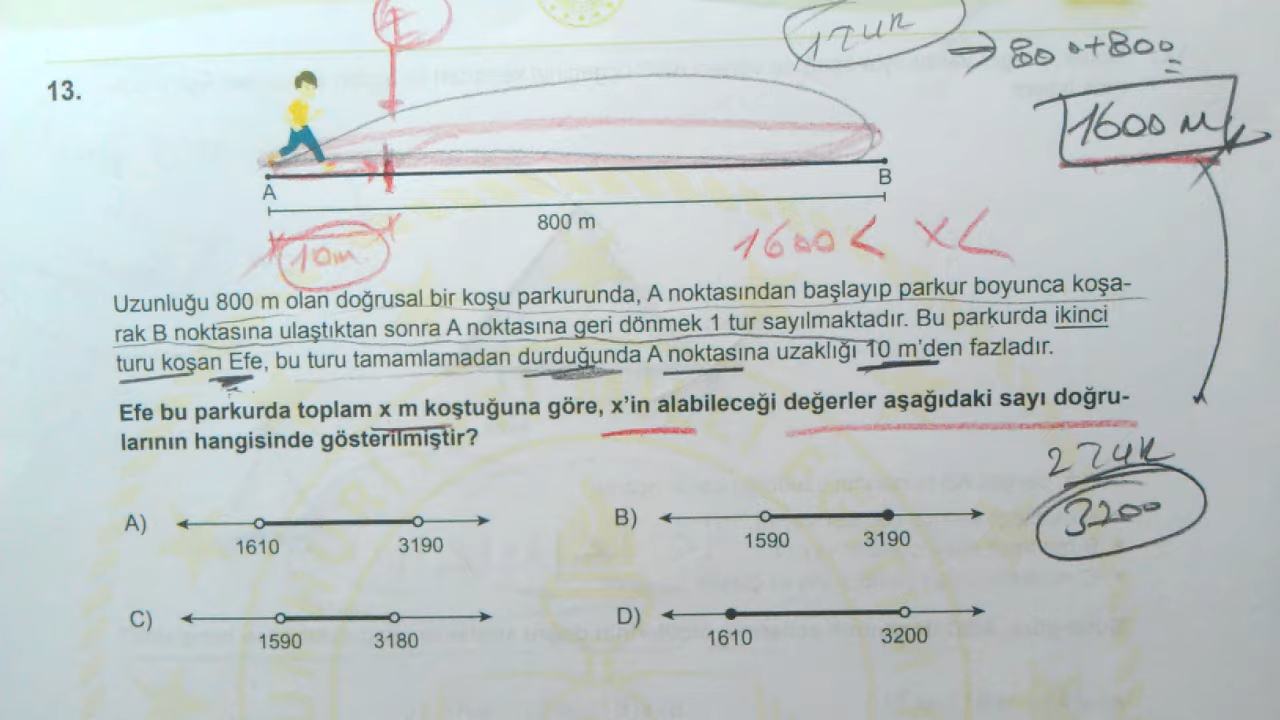 1 TUR → 800+800
13.
1600 m
A
B
800 m
10m
1600 < x <
Uzunluğu 800 m olan doğrusal bir koşu parkurunda, A noktasından başlayıp parkur boyunca koşa-
rak B noktasına ulaştıktan sonra A noktasına geri dönmek 1 tur sayılmaktadır. Bu parkurda ikinci
turu koşan Efe, bu turu tamamlamadan durduğunda A noktasına uzaklığı 10 m'den fazladır.
Efe bu parkurda toplam x m koştuğuna göre, x'in alabileceği değerler aşağıdaki sayı doğru-
larının hangisinde gösterilmiştir?
2 TUR
3200
A)
1610 3190
B)
1590 3190
C)
1590 3180
D)
1610 3200